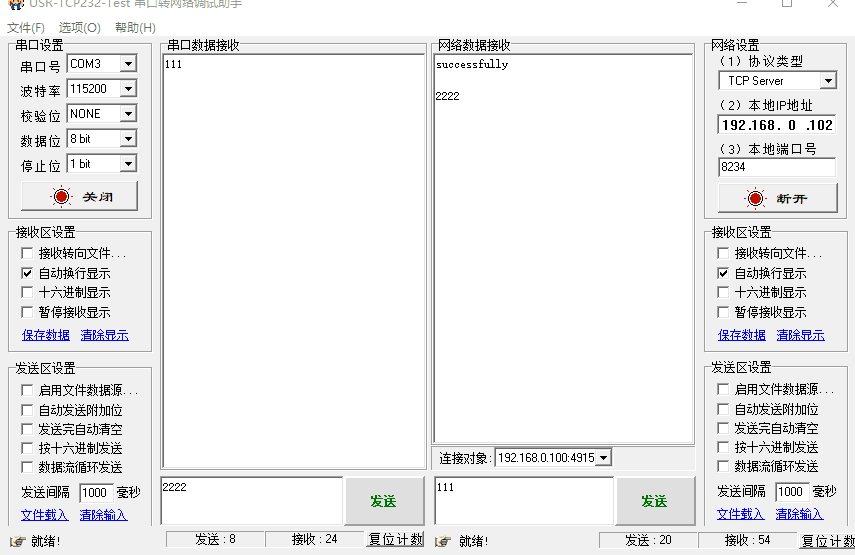 USR-TCP232-Test 串口转网络调试助手
文件(F) 选项(O) 帮助(H)
串口设置
串口号 COM3
波特率 115200
校验位 NONE
数据位 8 bit
停止位 1 bit
关闭
接收区设置
接收转向文件...
自动换行显示
十六进制显示
暂停接收显示
保存数据 清除显示
发送区设置
启用文件数据源...
自动发送附加位
发送完自动清空
按十六进制发送
数据流循环发送
发送间隔 1000 毫秒
文件载入 清除输入
就绪!
串口数据接收
111
2222
发送
发送 : 8 接收 : 24 复位计数
网络数据接收
successfully
2222
连接对象: 192.168.0.100:4915
111
发送
就绪!
发送 : 20 接收 : 54 复位计数
网络设置
(1) 协议类型
TCP Server
(2) 本地IP地址
192.168. 0 .102
(3) 本地端口号
8234
断开
接收区设置
接收转向文件...
自动换行显示
十六进制显示
暂停接收显示
保存数据 清除显示
发送区设置
启用文件数据源...
自动发送附加位
发送完自动清空
按十六进制发送
数据流循环发送
发送间隔 1000 毫秒
文件载入 清除输入